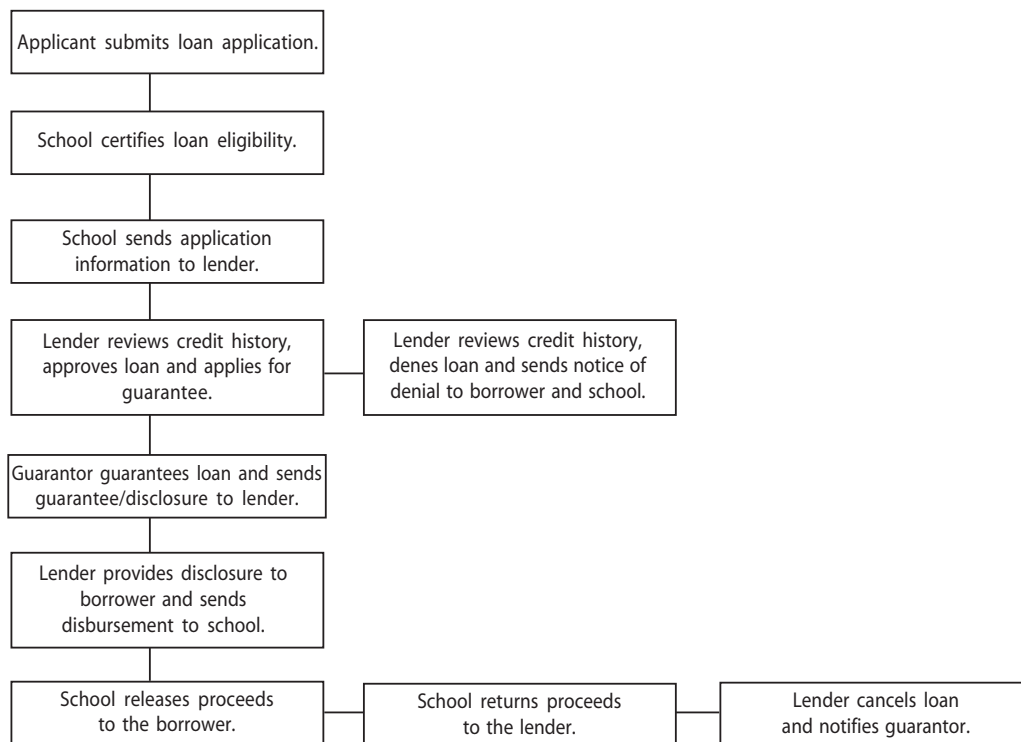 Applicant submits loan application.
School certifies loan eligibility.
School sends application
information to lender.
Lender reviews credit history,
approves loan and applies for
guarantee.
Lender reviews credit history,
denes loan and sends notice of
denial to borrower and school.
Guarantor guarantees loan and sends
guarantee/disclosure to lender.
Lender provides disclosure to
borrower and sends
disbursement to school.
School releases proceeds
to the borrower.
School returns proceeds
to the lender.
Lender cancels loan
and notifies guarantor.